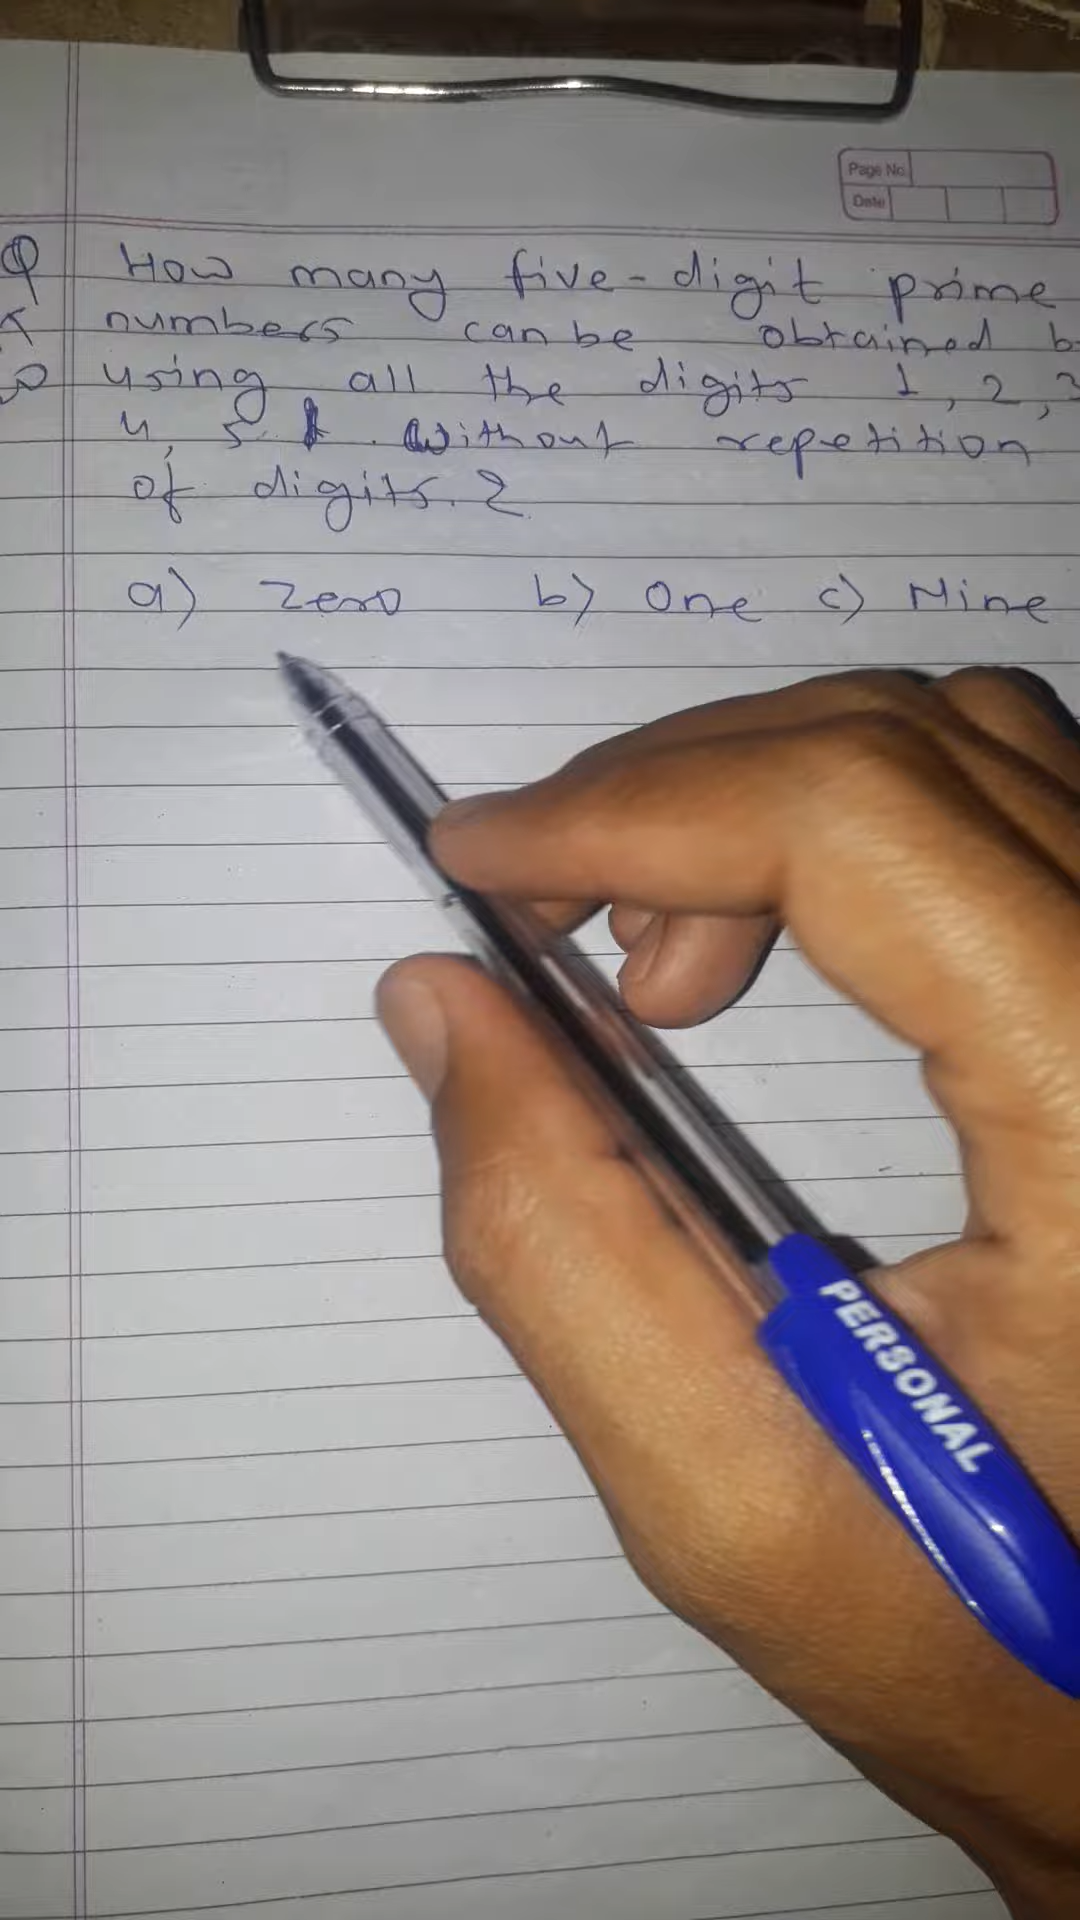 Page No.
Date
Q How many five-digit prime
numbers can be obtained b
using all the digits 1, 2, 3
4, 5 . Without repetition
of digits.?
a) Zero b) One c) Nine
PERSONAL